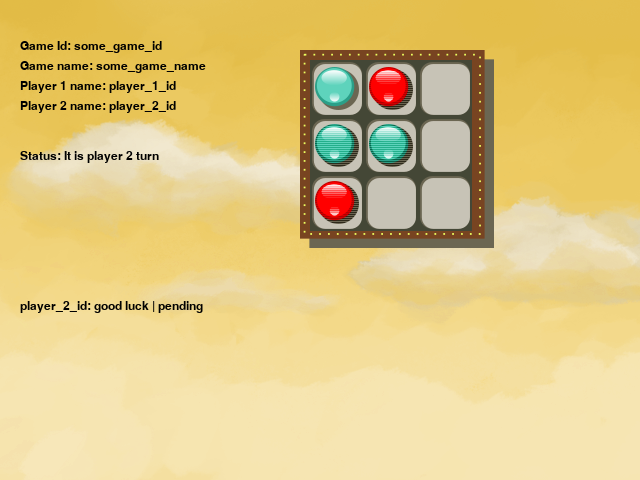 Game Id: some_game_id
Game name: some_game_name
Player 1 name: player_1_id
Player 2 name: player_2_id
Status: It is player 2 turn
player_2_id: good luck | pending